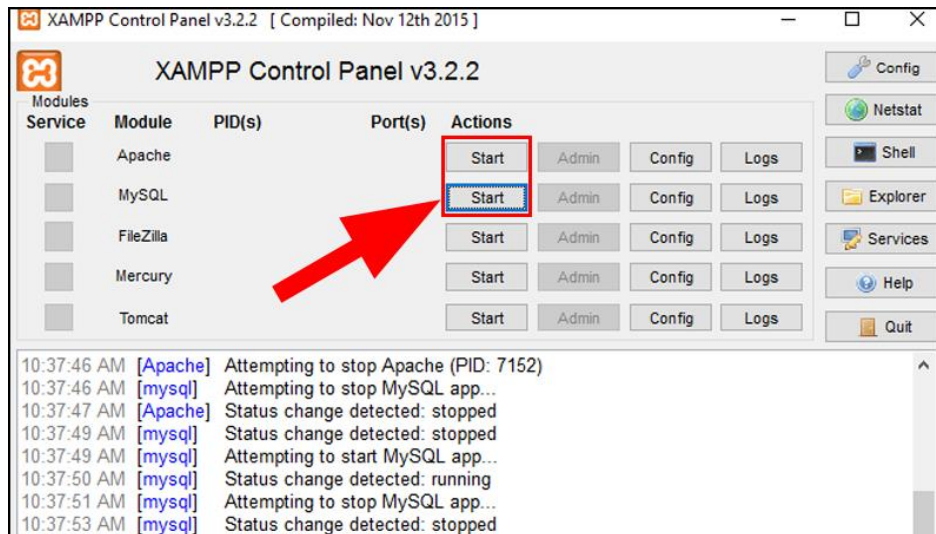 XAMPP Control Panel v3.2.2 [ Compiled: Nov 12th 2015 ]
XAMPP Control Panel v3.2.2
Config
Modules
Service Module PID(s) Port(s) Actions
Netstat
Apache Start Admin Config Logs
Shell
MySQL Start Admin Config Logs
Explorer
FileZilla Start Admin Config Logs
Services
Mercury Start Admin Config Logs
Help
Tomcat Start Admin Config Logs
Quit
10:37:46 AM [Apache] Attempting to stop Apache (PID: 7152)
10:37:46 AM [mysql] Attempting to stop MySQL app...
10:37:47 AM [Apache] Status change detected: stopped
10:37:49 AM [mysql] Status change detected: stopped
10:37:49 AM [mysql] Attempting to start MySQL app...
10:37:50 AM [mysql] Status change detected: running
10:37:51 AM [mysql] Attempting to stop MySQL app...
10:37:53 AM [mysql] Status change detected: stopped